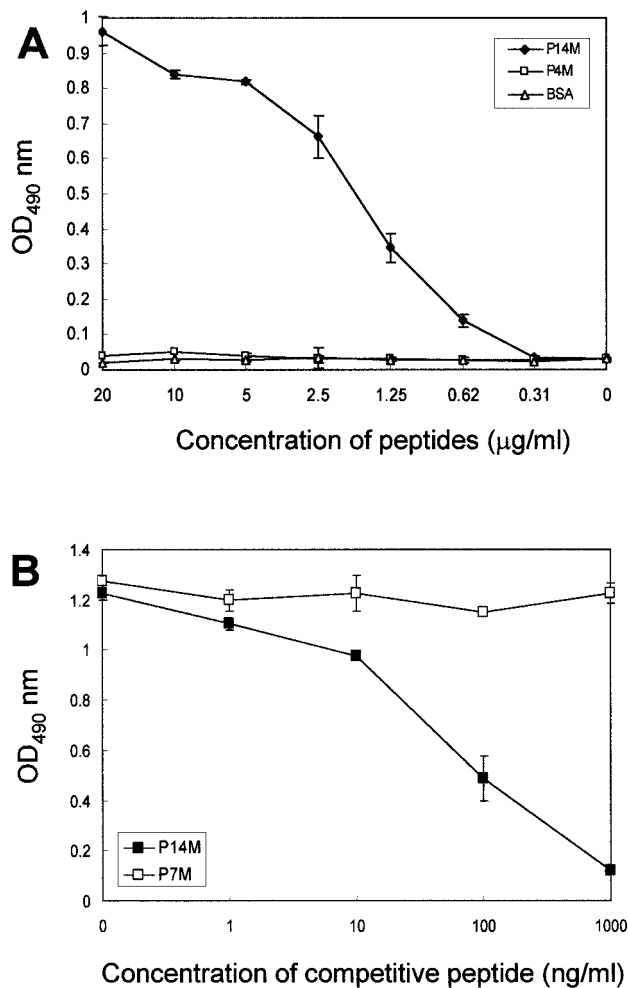 A
1
0.9
0.8
0.7
0.6
0.5
0.4
0.3
0.2
0.1
0
OD490 nm
P14M
P4M
BSA
20 10 5 2.5 1.25 0.62 0.31 0
Concentration of peptides (μg/ml)
B
1.4
1.2
1
0.8
0.6
0.4
0.2
0
OD490 nm
P14M
P7M
0 1 10 100 1000
Concentration of competitive peptide (ng/ml)